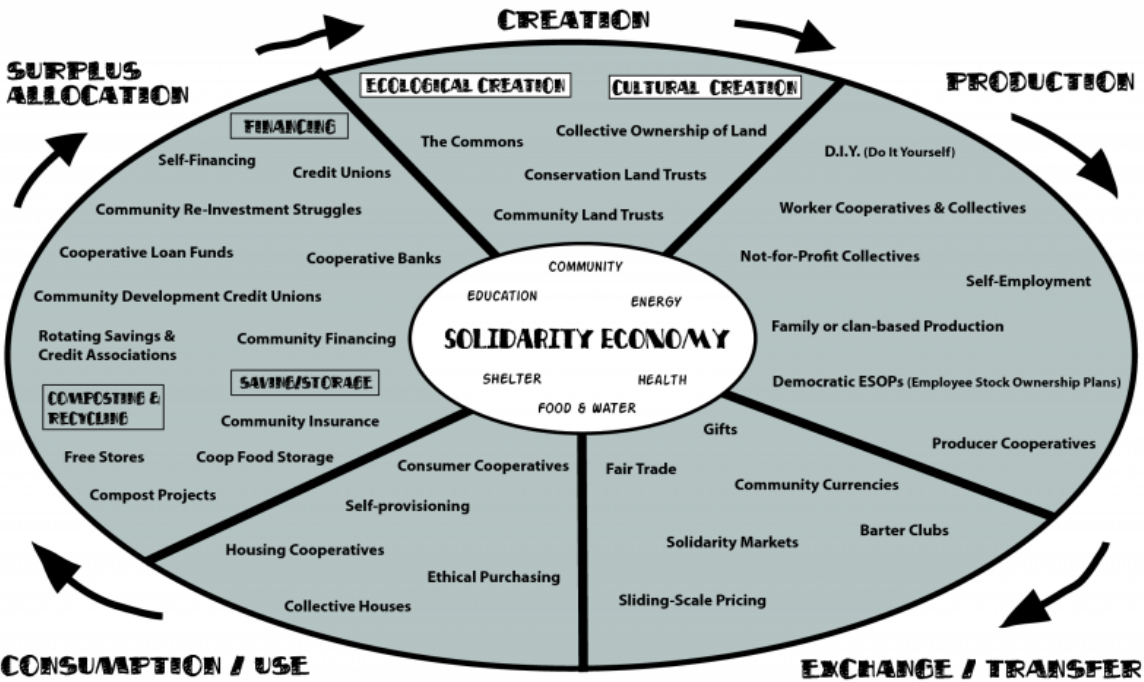 CREATION
SURPLUS
ALLOCATION
PRODUCTION
ECOLOGICAL CREATION
CULTURAL CREATION
The Commons
Collective Ownership of Land
Conservation Land Trusts
Community Land Trusts
FINANCING
Self-Financing
Credit Unions
Community Re-Investment Struggles
Cooperative Loan Funds
Cooperative Banks
Community Development Credit Unions
Rotating Savings &
Credit Associations
Community Financing
COMPOSTING &
RECYCLING
SAVING/STORAGE
Community Insurance
Free Stores
Coop Food Storage
Compost Projects
D.I.Y. (Do It Yourself)
Worker Cooperatives & Collectives
Not-for-Profit Collectives
Self-Employment
Family or clan-based Production
Democratic ESOPs (Employee Stock Ownership Plans)
Producer Cooperatives
COMMUNITY
EDUCATION
ENERGY
SOLIDARITY ECONOMY
SHELTER
HEALTH
FOOD & WATER
Consumer Cooperatives
Self-provisioning
Housing Cooperatives
Ethical Purchasing
Collective Houses
Gifts
Fair Trade
Community Currencies
Barter Clubs
Solidarity Markets
Sliding-Scale Pricing
CONSUMPTION / USE
EXCHANGE / TRANSFER